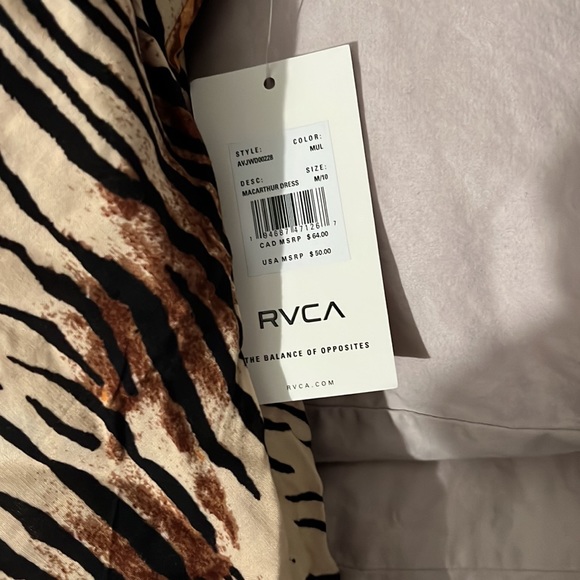 STYLE: COLOR:
AVJWD00228 MUL
DESC: SIZE:
MACARTHUR DRESS M/10
CAD MSRP $ 64.00
USA MSRP $ 50.00
RVCA
THE BALANCE OF OPPOSITES
RVCA.COM